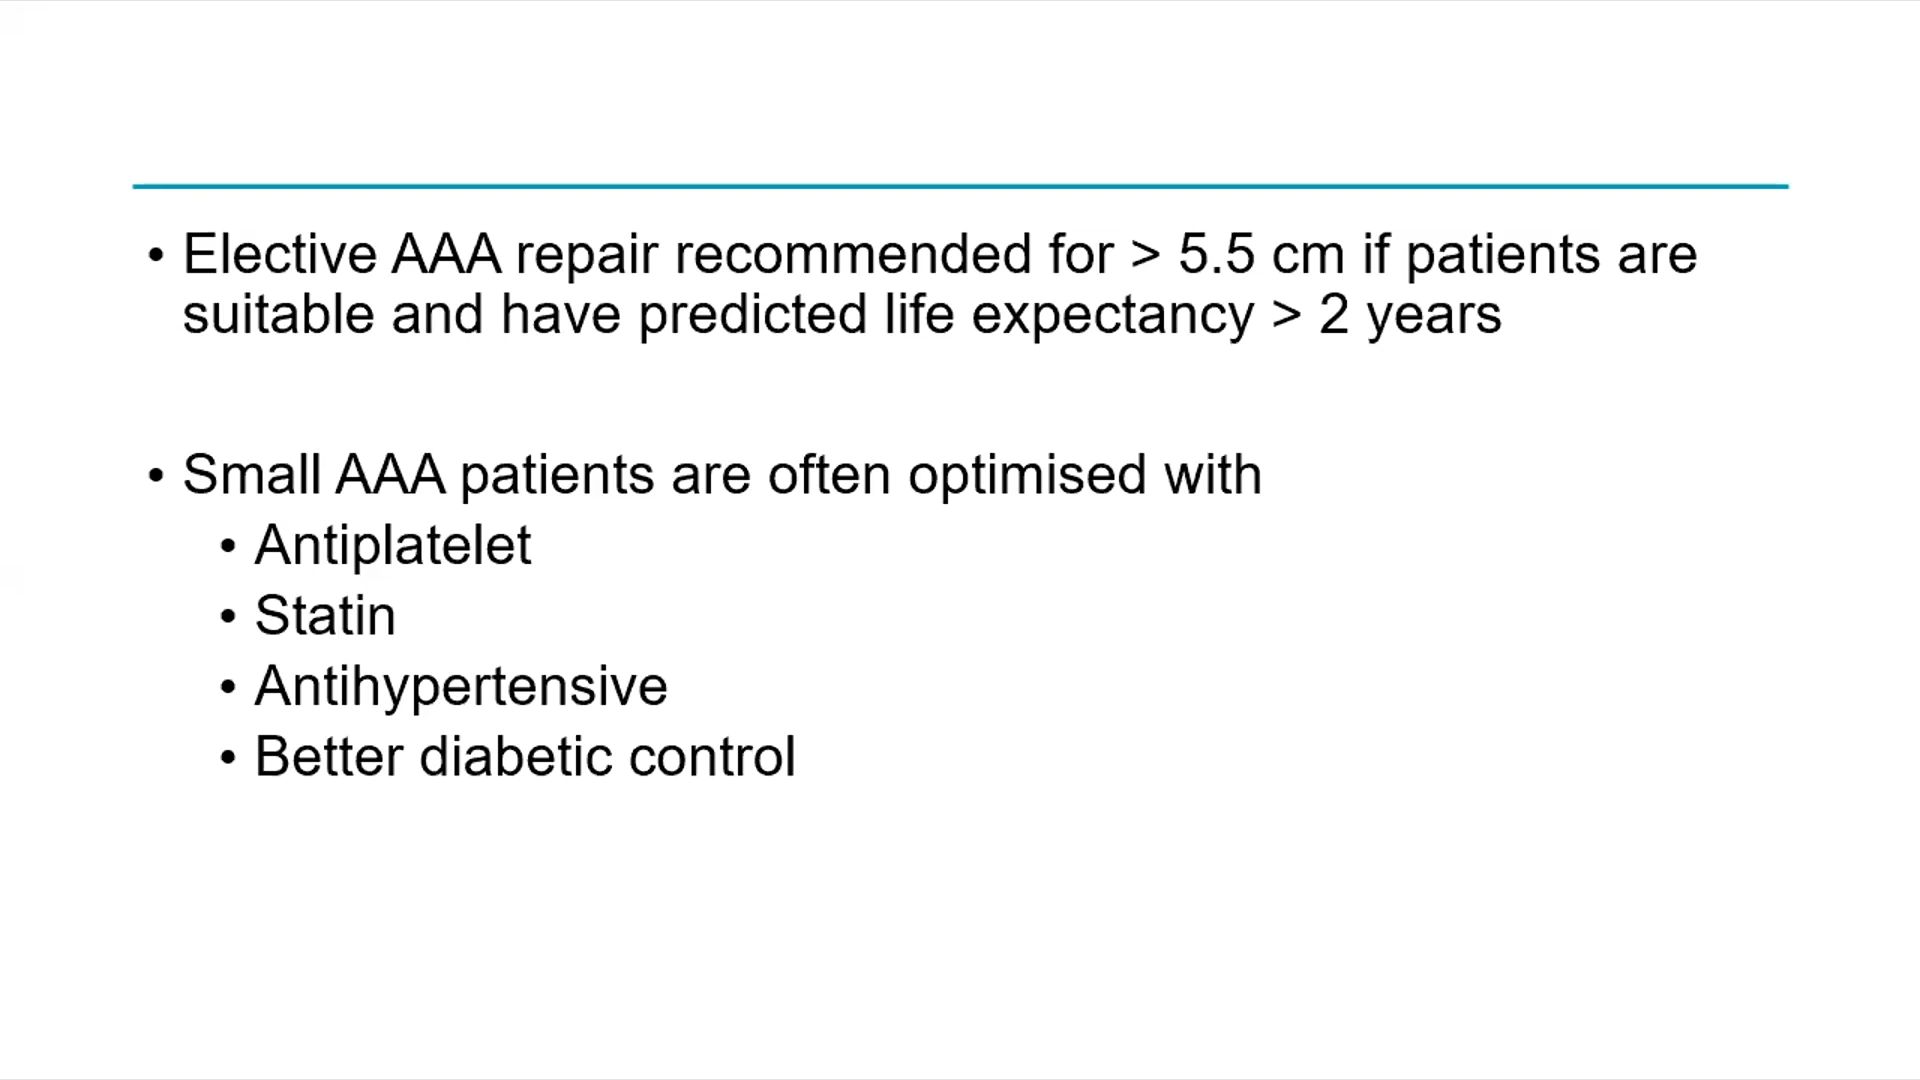 • Elective AAA repair recommended for > 5.5 cm if patients are
suitable and have predicted life expectancy > 2 years
• Small AAA patients are often optimised with
• Antiplatelet
• Statin
• Antihypertensive
• Better diabetic control